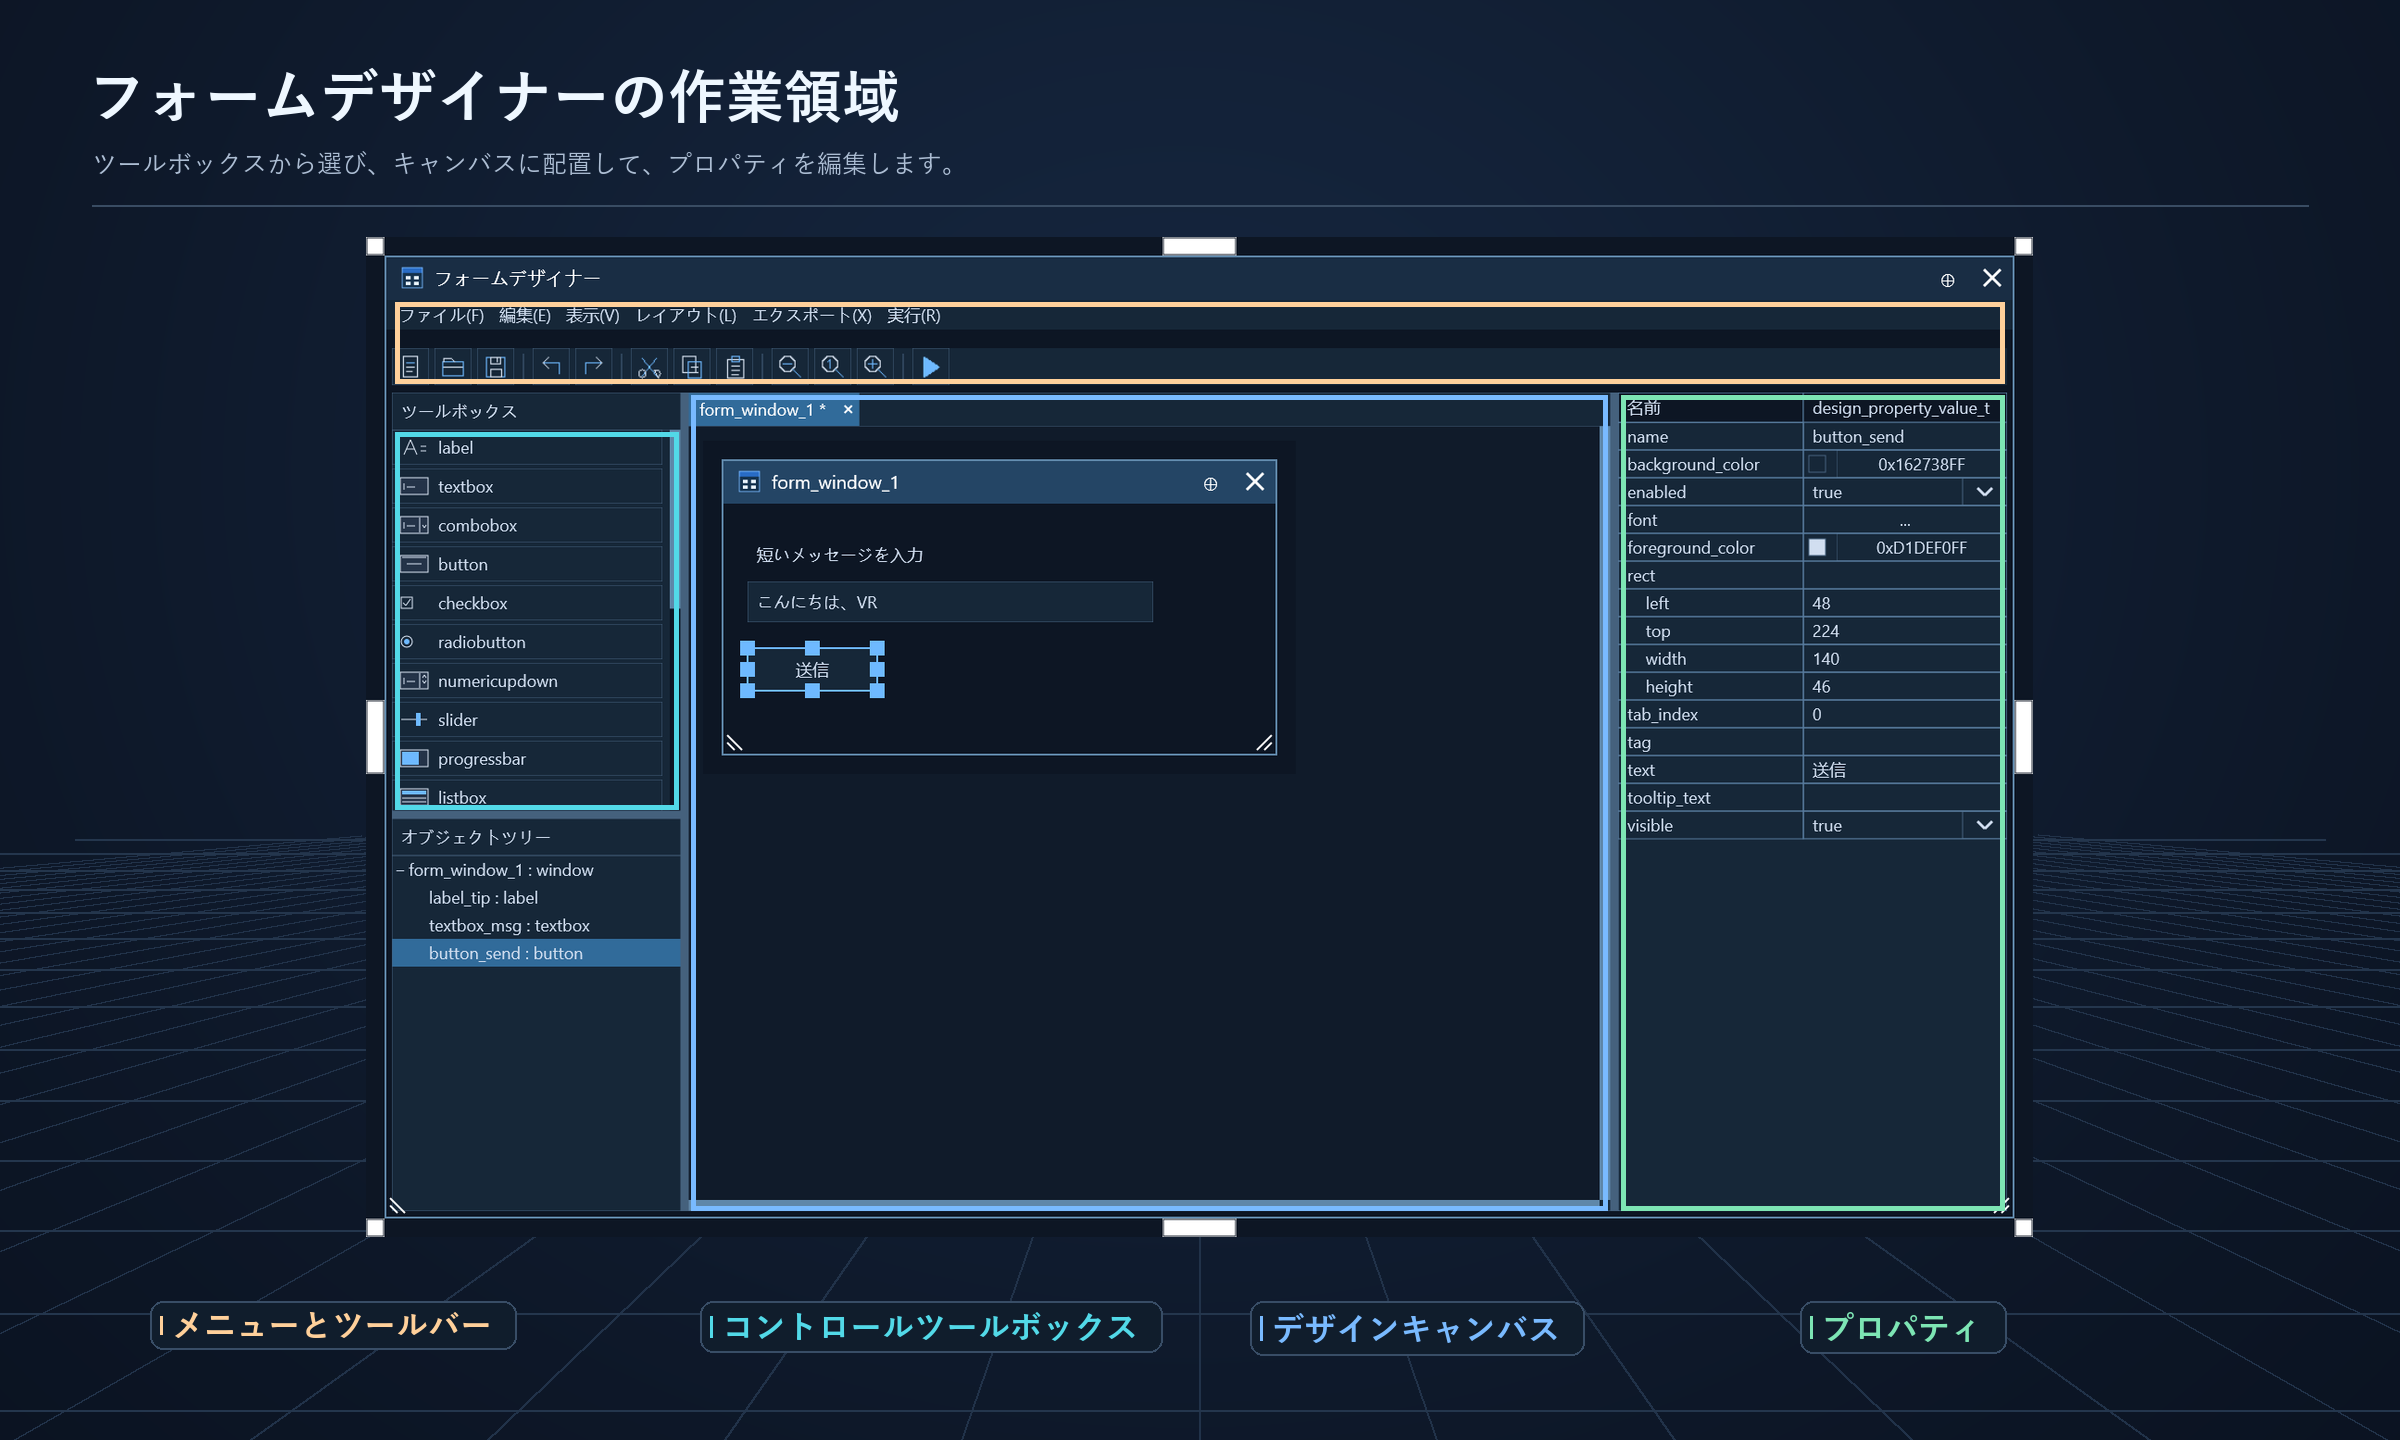 フォームデザイナーの作業領域
ツールボックスから選び、キャンバスに配置して、プロパティを編集します。
フォームデザイナー
ファイル(F) 編集(E) 表示(V) レイアウト(L) エクスポート(X) 実行(R)
ツールボックス
label
textbox
combobox
button
checkbox
radiobutton
numericupdown
slider
progressbar
listbox
オブジェクトツリー
form_window_1 : window
label_tip : label
textbox_msg : textbox
button_send : button
form_window_1 *
form_window_1
短いメッセージを入力
こんにちは、VR
送信
名前 design_property_value_t
name button_send
background_color 0x162738FF
enabled true
font ...
foreground_color 0xD1DEF0FF
rect
left 48
top 224
width 140
height 46
tab_index 0
tag
text 送信
tooltip_text
visible true
メニューとツールバー
コントロールツールボックス
デザインキャンバス
プロパティ